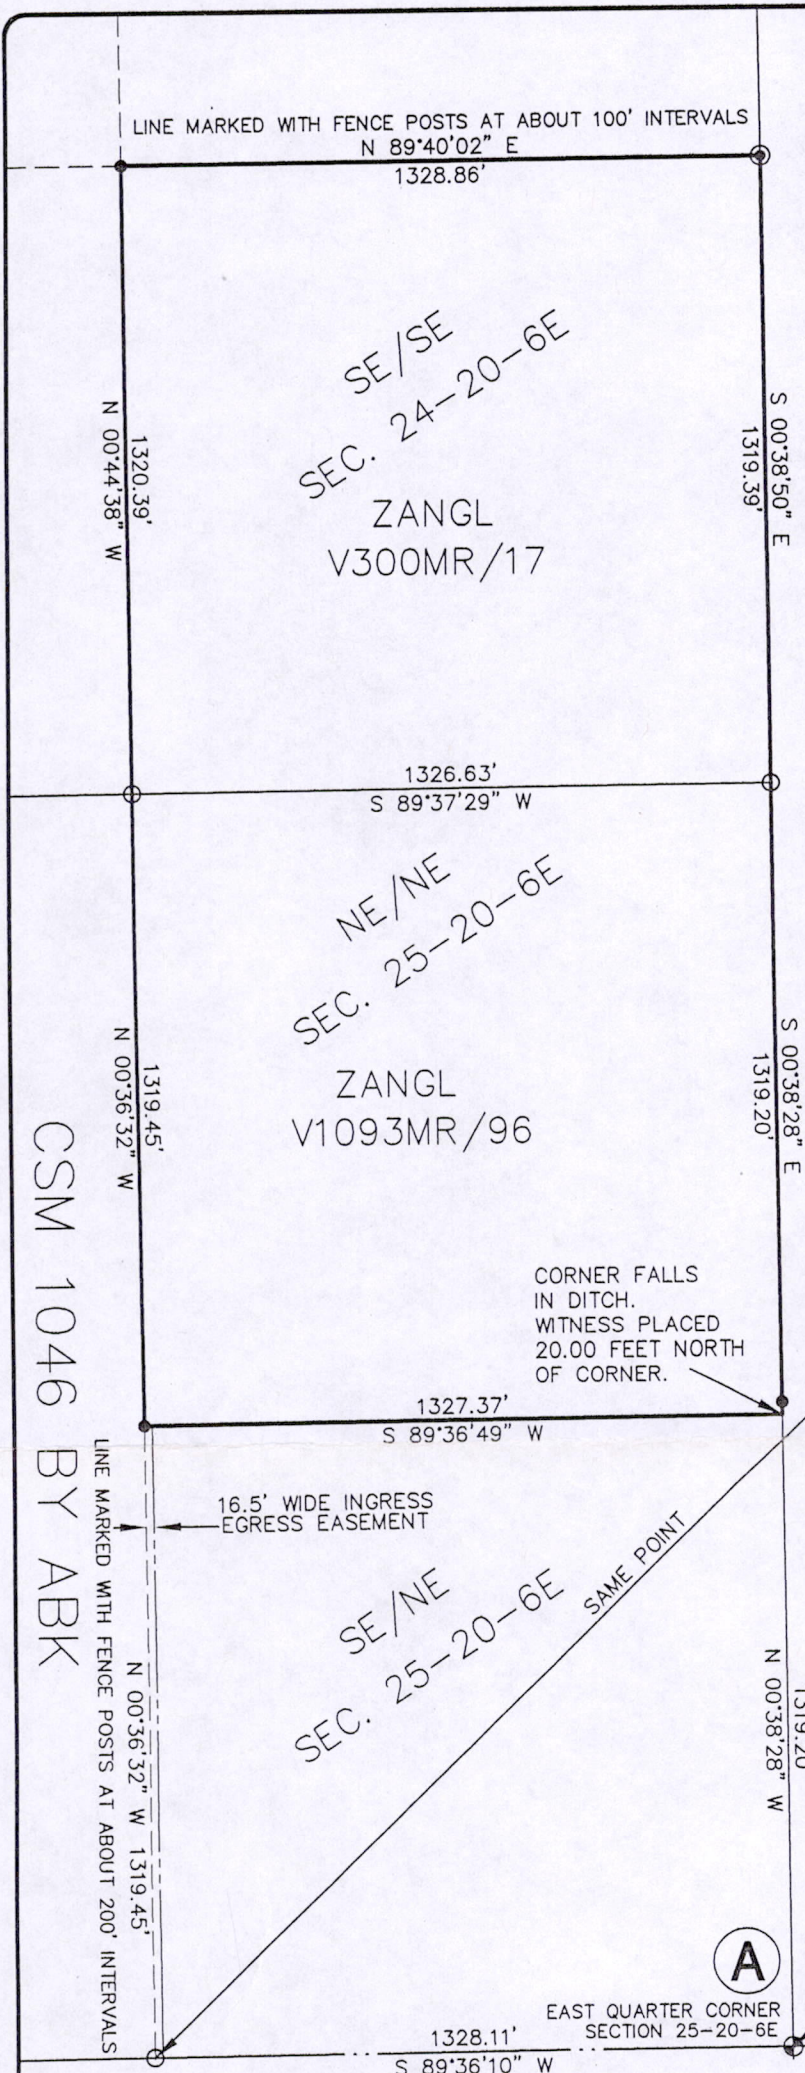 LINE MARKED WITH FENCE POSTS AT ABOUT 100' INTERVALS
N 89°40'02" E
1328.86'
SE/SE
SEC. 24-20-6E
ZANGL
V300MR/17
1320.39'
N 00°44'38" W
S 00°38'50" E
1319.39'
1326.63'
S 89°37'29" W
NE/NE
SEC. 25-20-6E
ZANGL
V1093MR/96
1319.45'
N 00°36'32" W
S 00°38'28" E
1319.20'
CORNER FALLS
IN DITCH.
WITNESS PLACED
20.00 FEET NORTH
OF CORNER.
1327.37'
S 89°36'49" W
CSM 1046 BY ABK
16.5' WIDE INGRESS
EGRESS EASEMENT
SE/NE
SEC. 25-20-6E
SAME POINT
LINE MARKED WITH FENCE POSTS AT ABOUT 200' INTERVALS
N 00°36'32" W 1319.45'
1319.20
N 00°38'28" W
A
EAST QUARTER CORNER
SECTION 25-20-6E
1328.11'
S 89°36'10" W